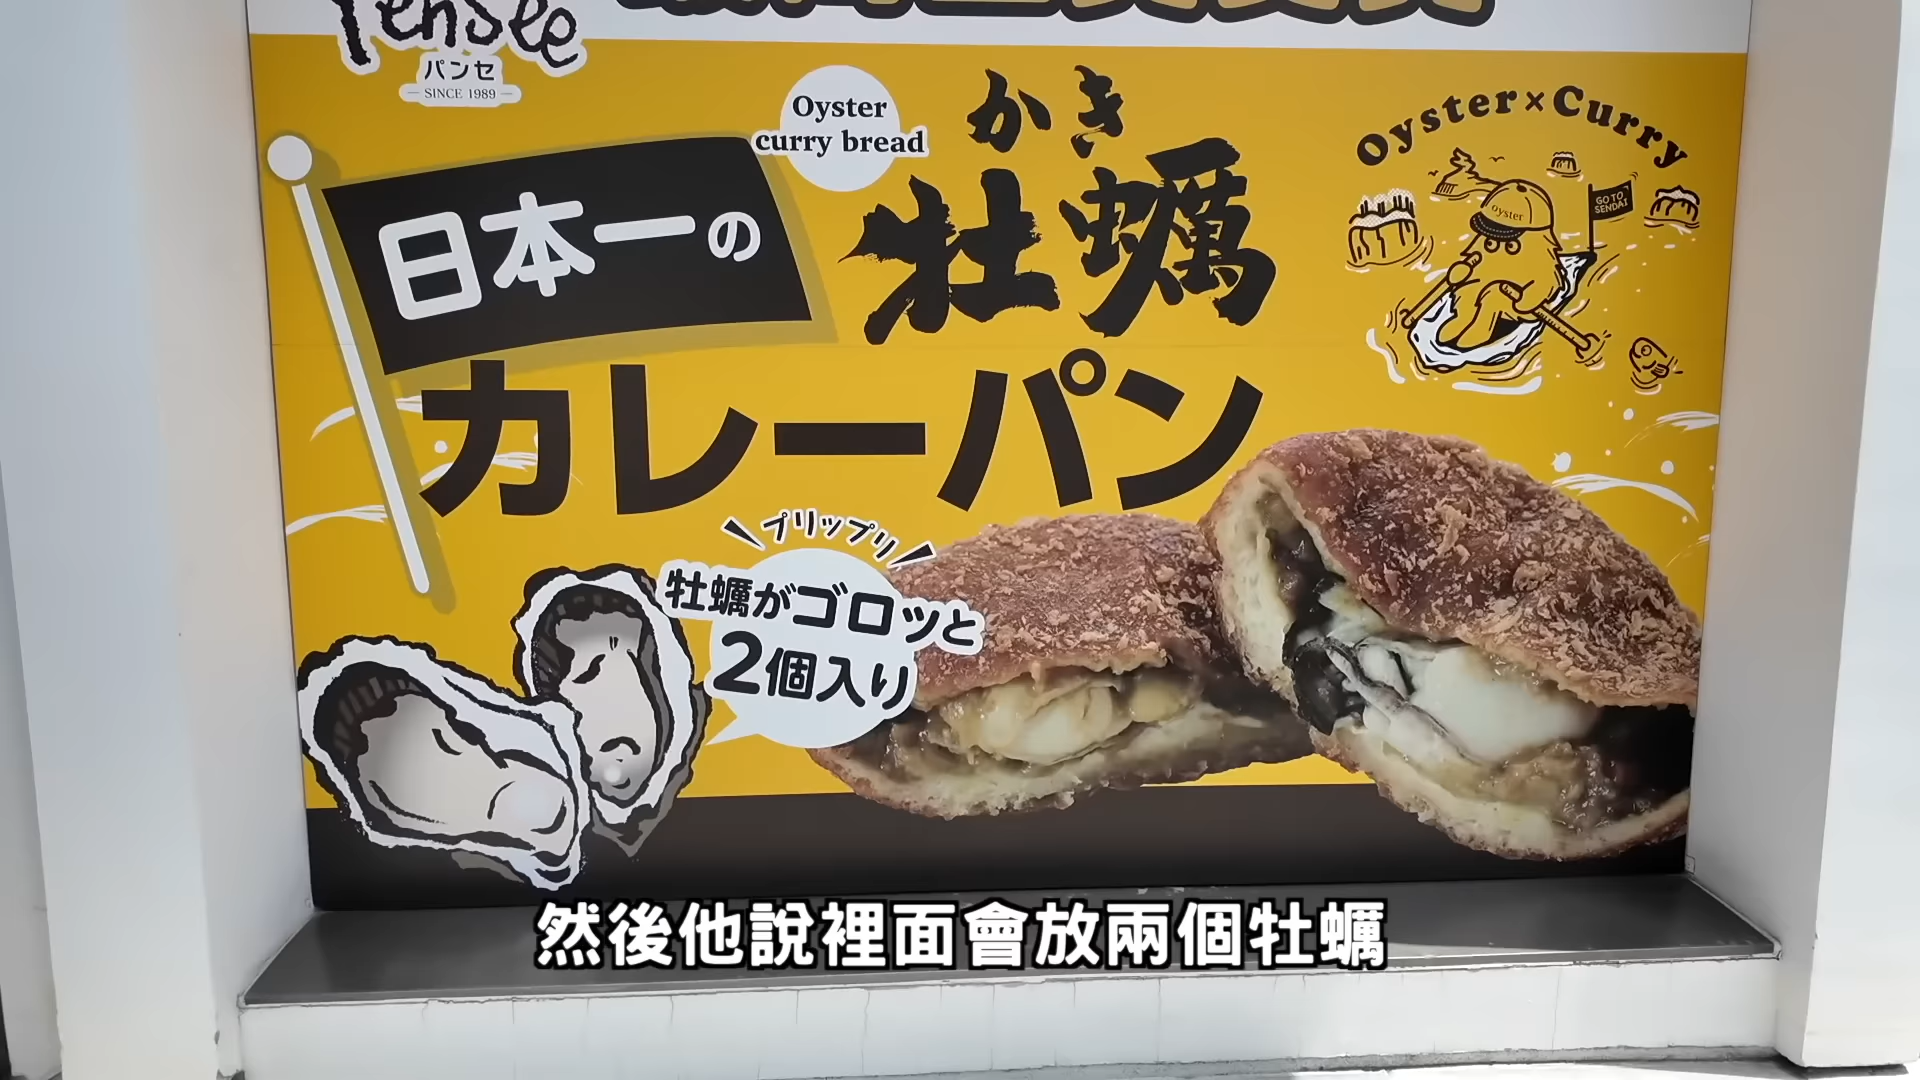 Pensée
パンセ
SINCE 1989
Oyster
curry bread
かき
牡蠣
Oyster×Curry
oyster
GO TO
SENDAI
日本一の
カレーパン
プリップリ
牡蠣がゴロッと
2個入り
然後他說裡面會放兩個牡蠣